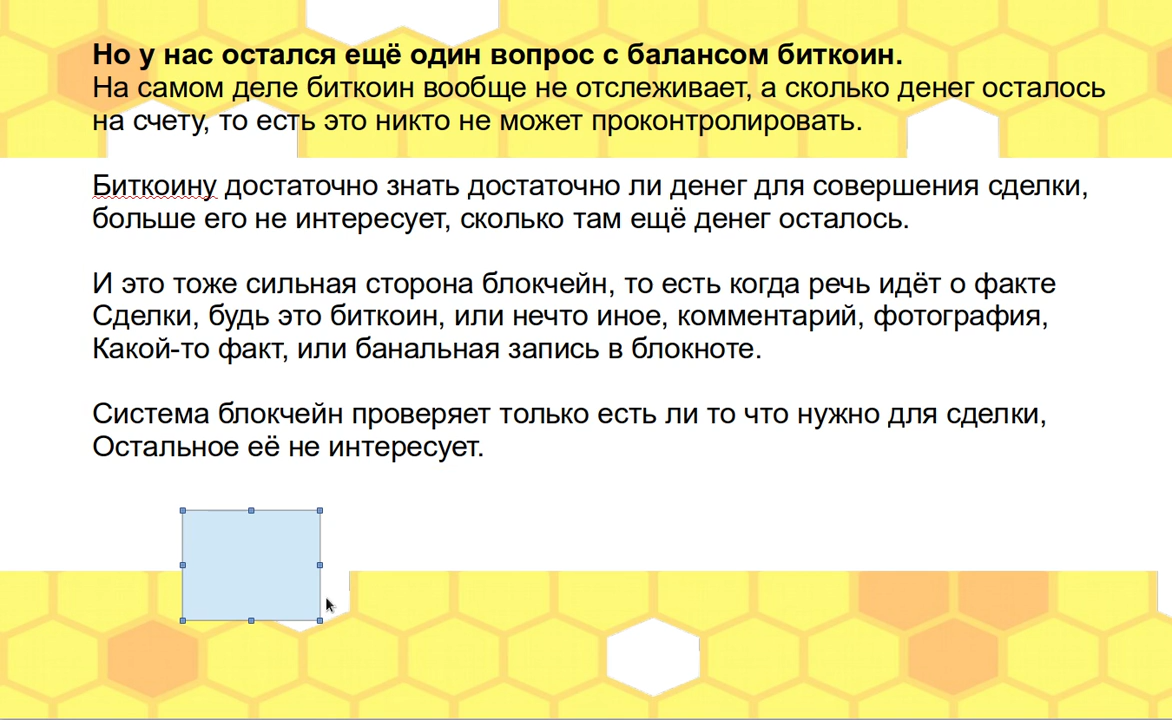 Но у нас остался ещё один вопрос с балансом биткоин.
На самом деле биткоин вообще не отслеживает, а сколько денег осталось
на счету, то есть это никто не может проконтролировать.
Биткоину достаточно знать достаточно ли денег для совершения сделки,
больше его не интересует, сколько там ещё денег осталось.
И это тоже сильная сторона блокчейн, то есть когда речь идёт о факте
Сделки, будь это биткоин, или нечто иное, комментарий, фотография,
Какой-то факт, или банальная запись в блокноте.
Система блокчейн проверяет только есть ли то что нужно для сделки,
Остальное её не интересует.